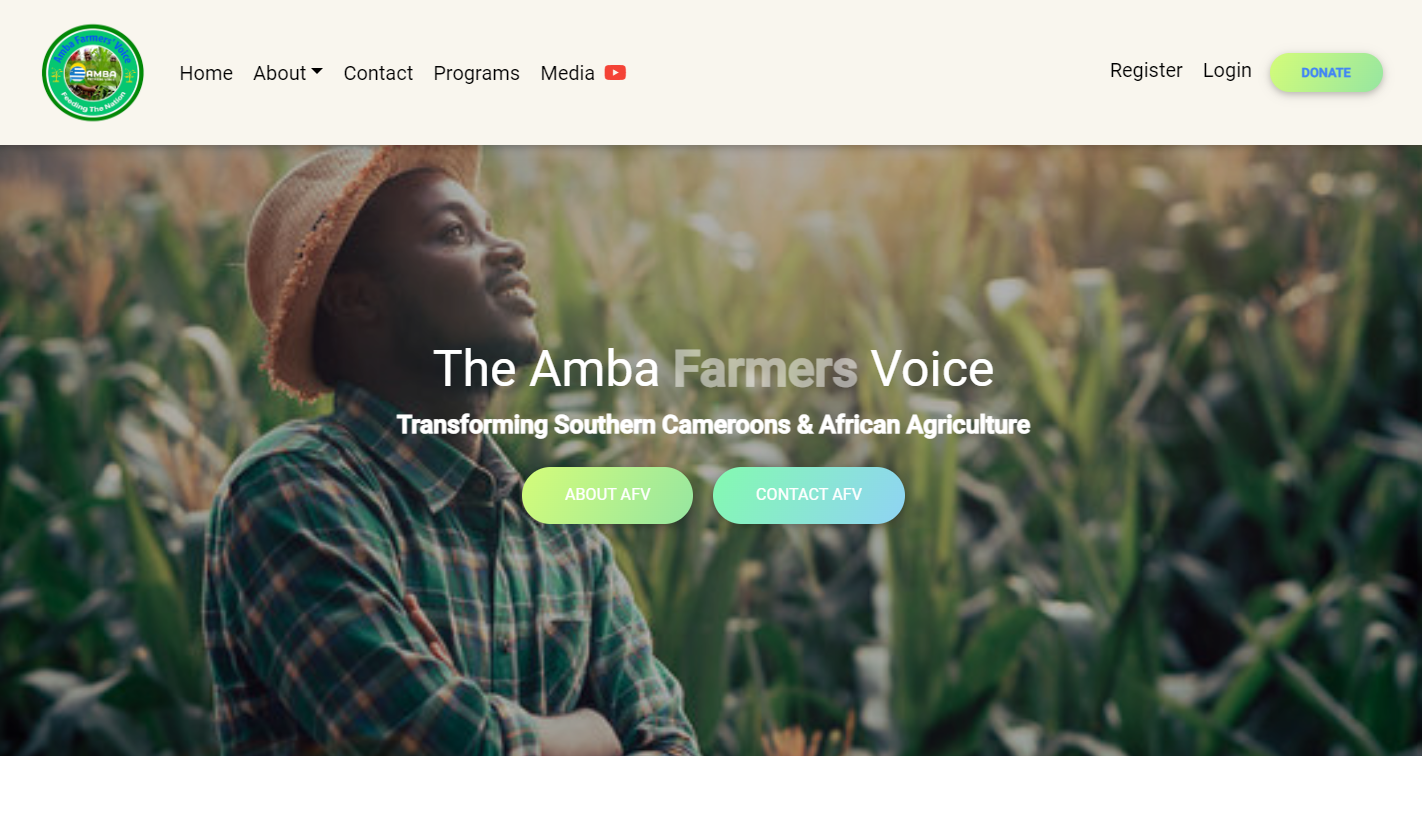 Amba Farmers' Voice
AMBA
Feeding The Nation
Home
About
Contact
Programs
Media
Register
Login
DONATE
The Amba Farmers Voice
Transforming Southern Cameroons & African Agriculture
ABOUT AFV
CONTACT AFV